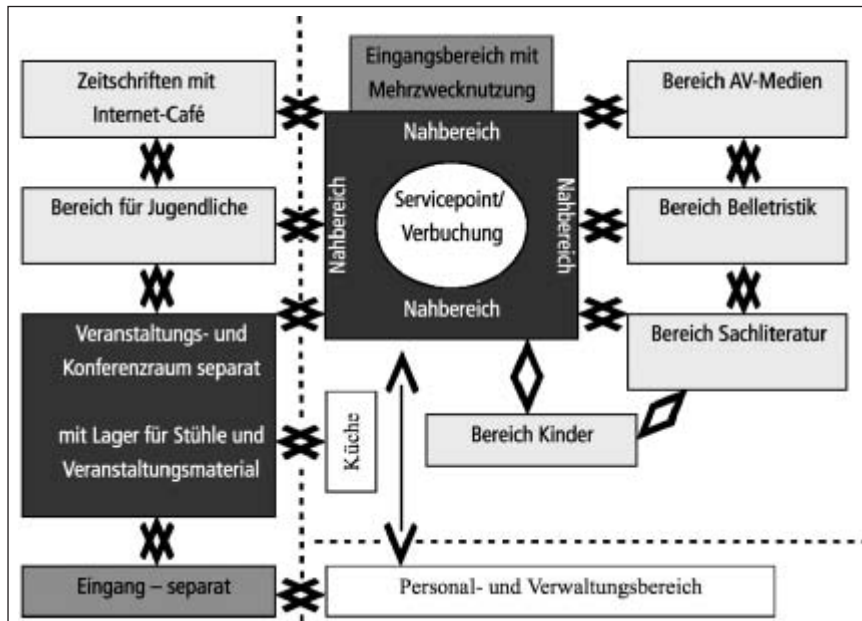 Zeitschriften mit
Internet-Café
Eingangsbereich mit
Mehrzwecknutzung
Bereich AV-Medien
Nahbereich
Nahbereich
Servicepoint/
Verbuchung
Nahbereich
Nahbereich
Bereich für Jugendliche
Bereich Belletristik
Veranstaltungs- und
Konferenzraum separat
mit Lager für Stühle und
Veranstaltungsmaterial
Bereich Sachliteratur
Küche
Bereich Kinder
Eingang – separat
Personal- und Verwaltungsbereich